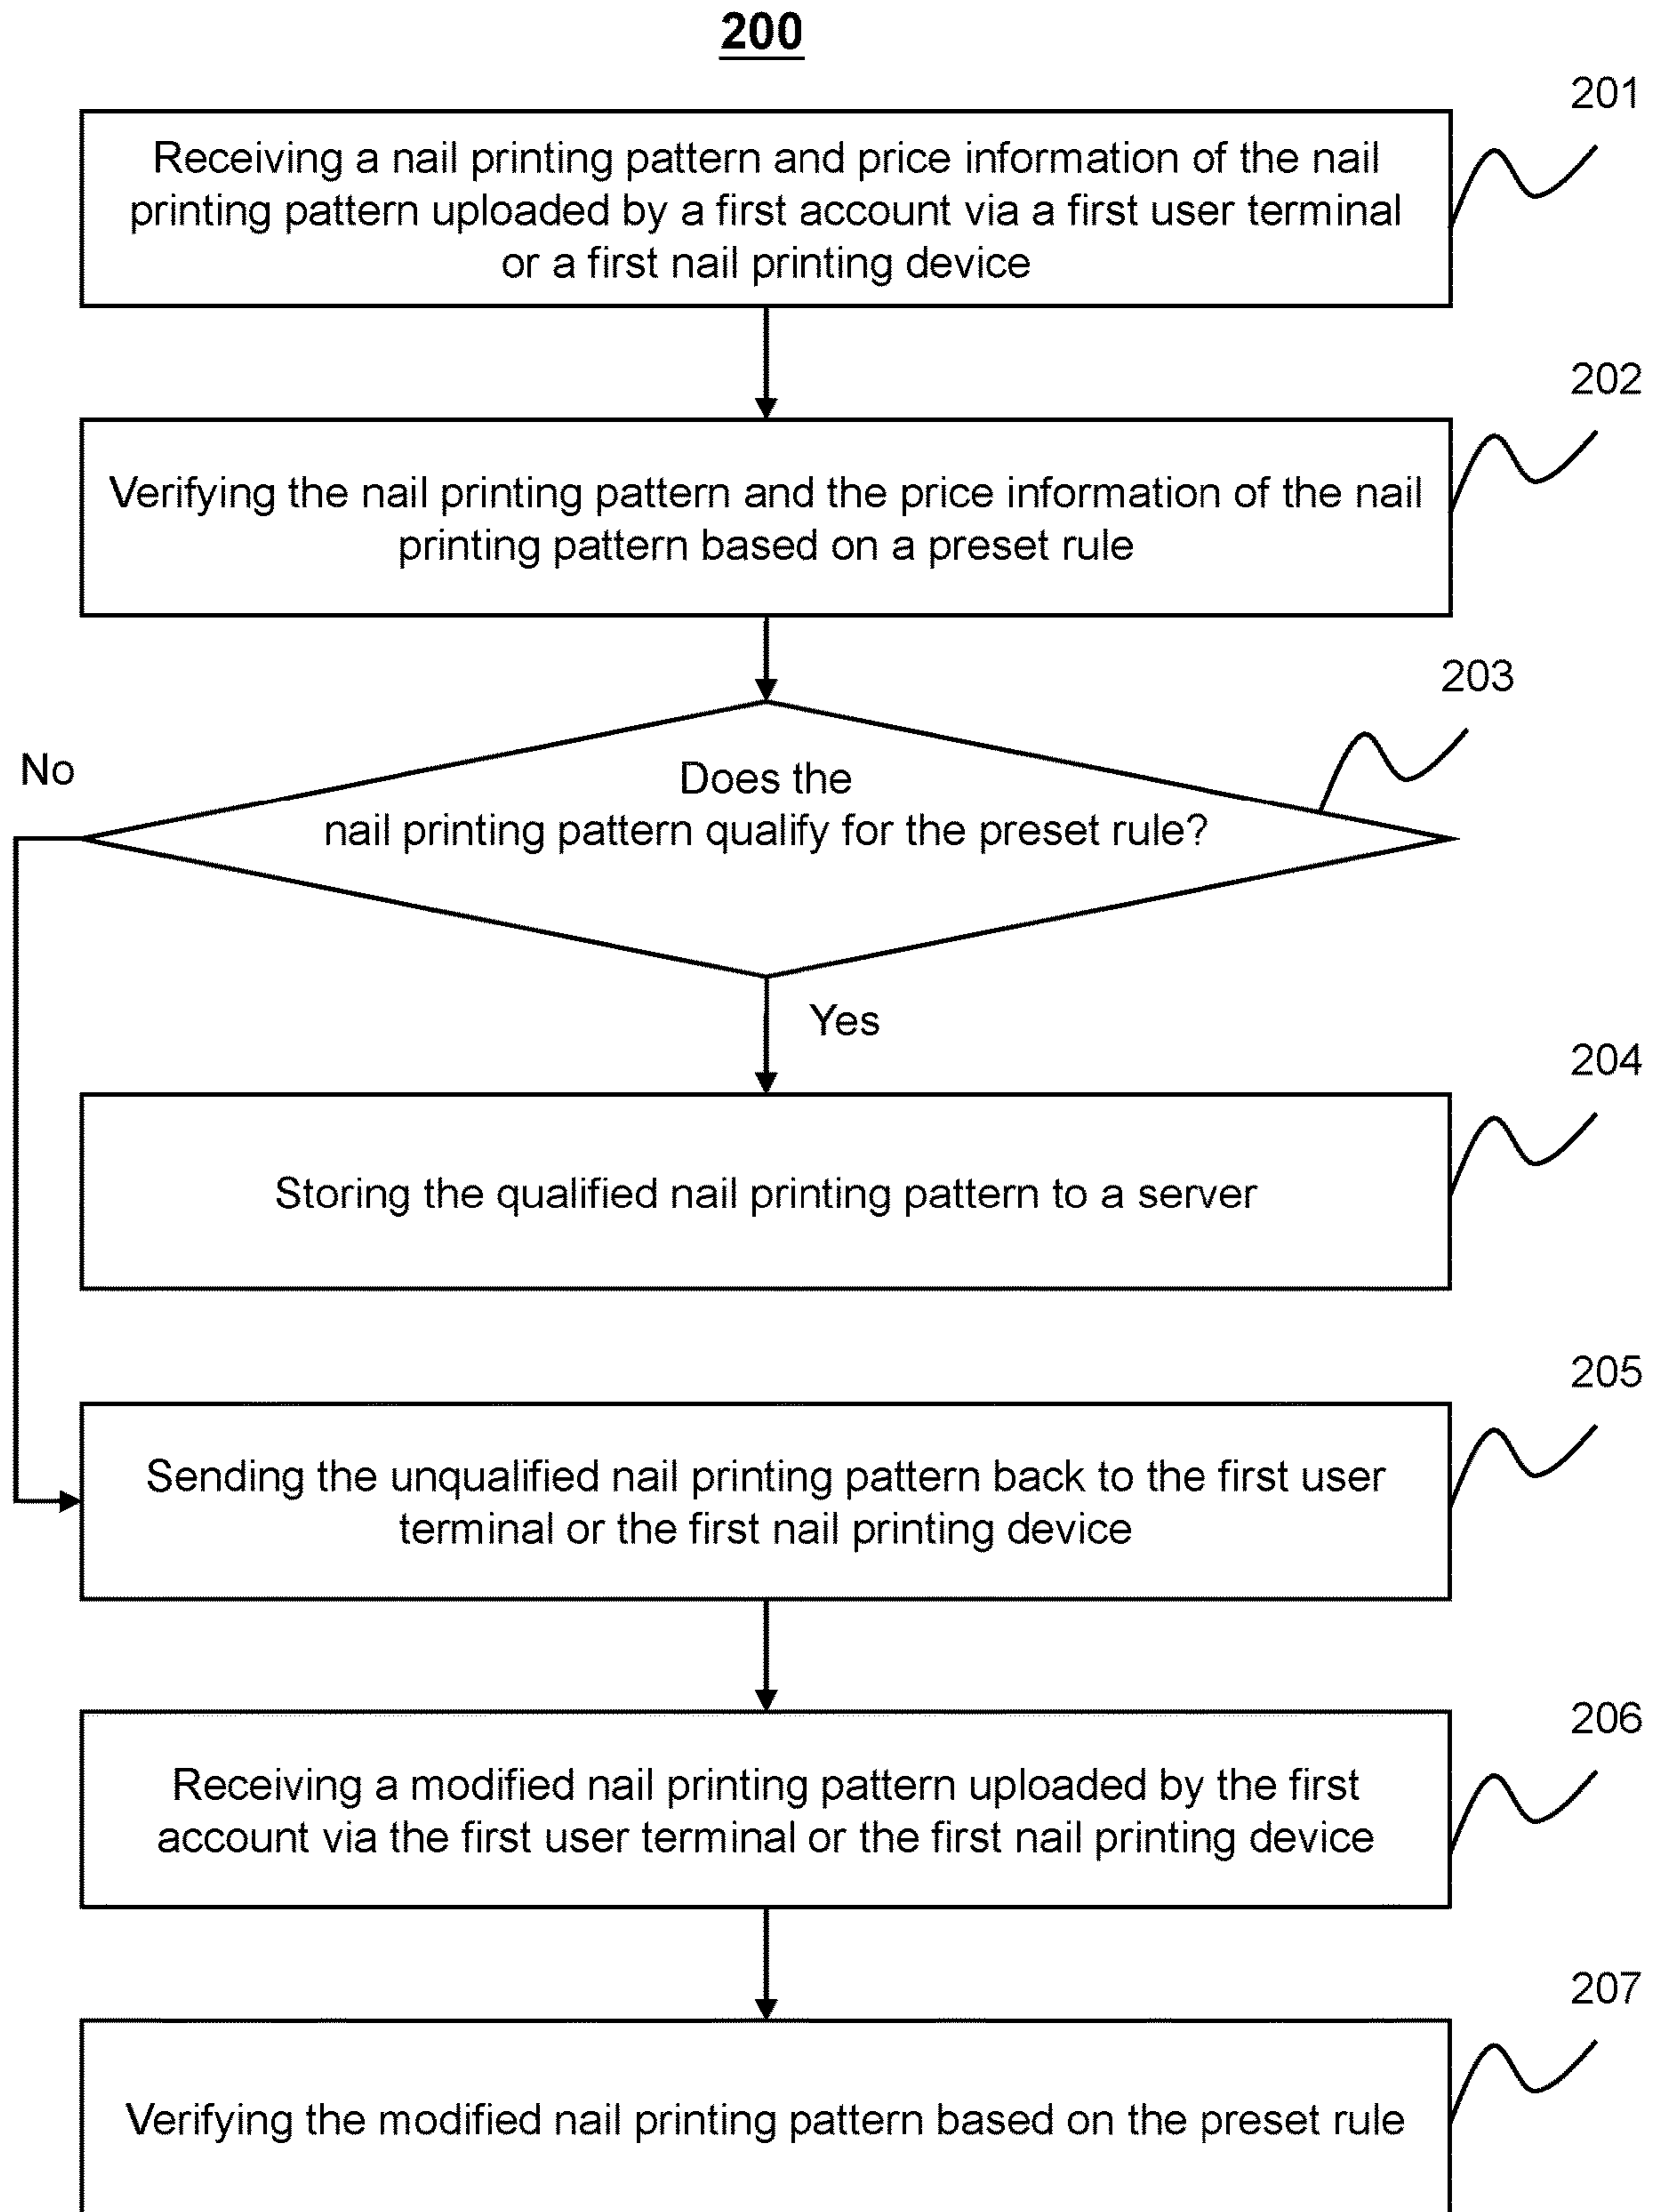 200
201
Receiving a nail printing pattern and price information of the nail
printing pattern uploaded by a first account via a first user terminal
or a first nail printing device
202
Verifying the nail printing pattern and the price information of the nail
printing pattern based on a preset rule
203
No
Does the
nail printing pattern qualify for the preset rule?
Yes
204
Storing the qualified nail printing pattern to a server
205
Sending the unqualified nail printing pattern back to the first user
terminal or the first nail printing device
206
Receiving a modified nail printing pattern uploaded by the first
account via the first user terminal or the first nail printing device
207
Verifying the modified nail printing pattern based on the preset rule